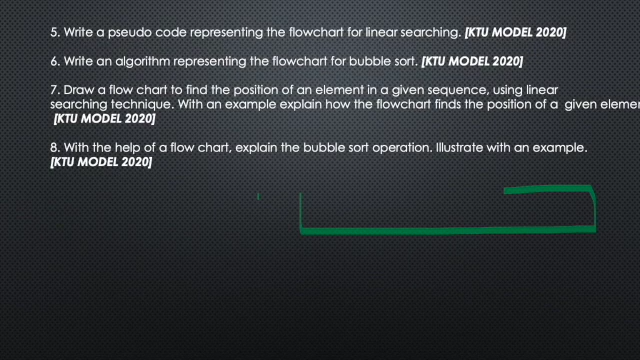 5. Write a pseudo code representing the flowchart for linear searching. [KTU MODEL 2020]
6. Write an algorithm representing the flowchart for bubble sort. [KTU MODEL 2020]
7. Draw a flow chart to find the position of an element in a given sequence, using linear
searching technique. With an example explain how the flowchart finds the position of a given elemen
[KTU MODEL 2020]
8. With the help of a flow chart, explain the bubble sort operation. Illustrate with an example.
[KTU MODEL 2020]